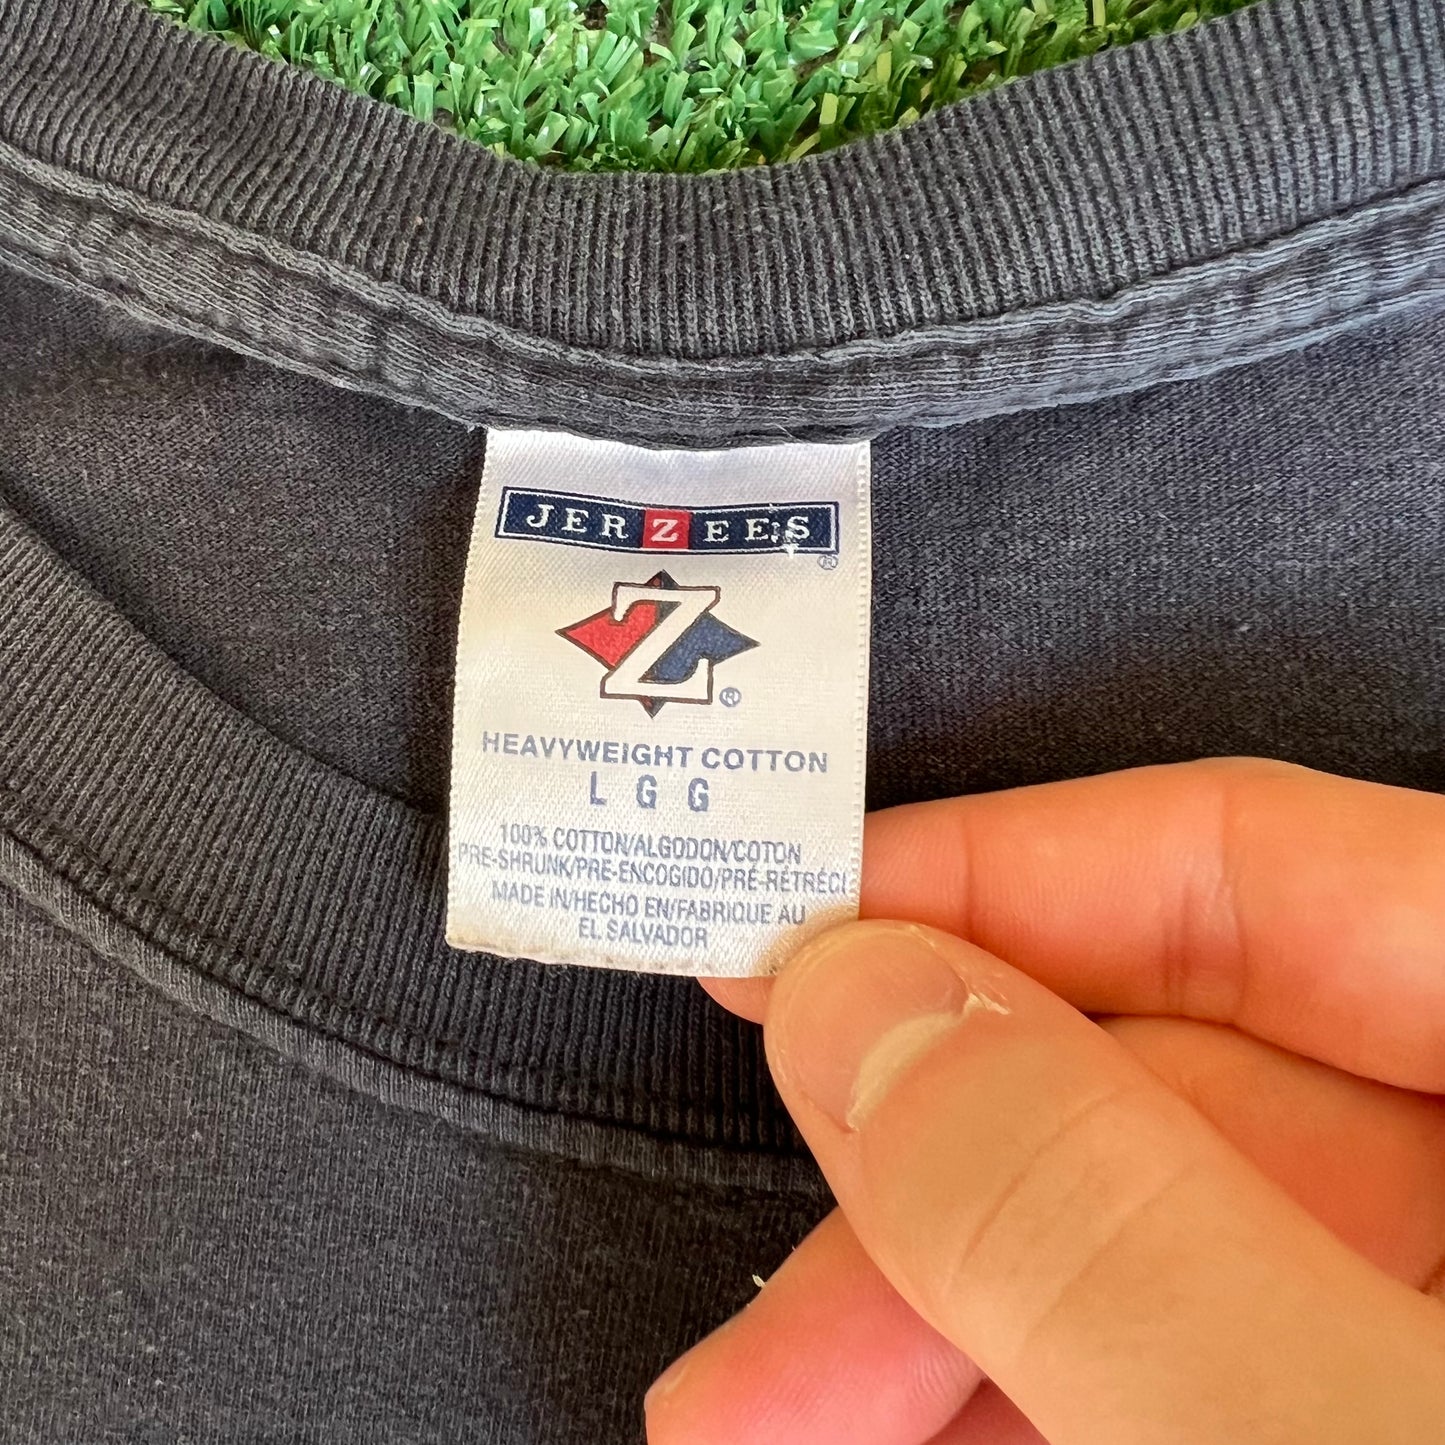 JERZEES
®
Z
®
HEAVYWEIGHT COTTON
L G G
100% COTTON/ALGODON/COTON
PRE-SHRUNK/PRE-ENCOGIDO/PRÉ-RÉTRÉCI
MADE IN/HECHO EN/FABRIQUE AU
EL SALVADOR